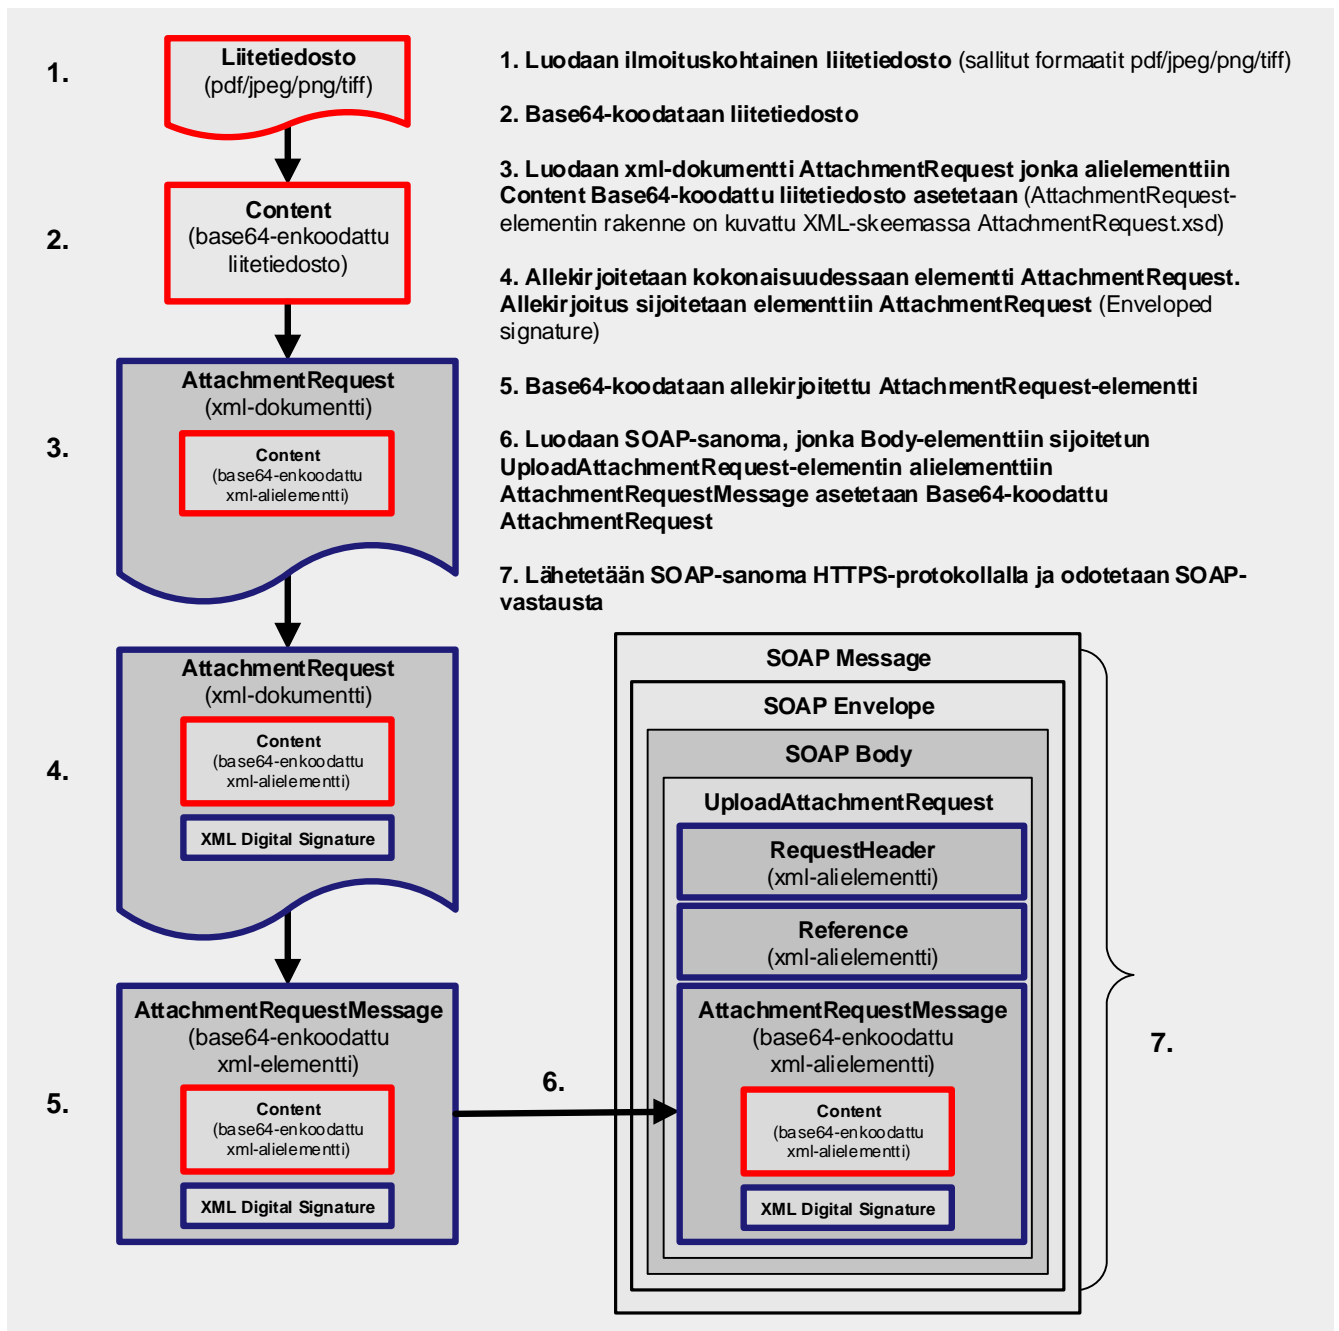 1.
Liitetiedosto
(pdf/jpeg/png/tiff)
2.
Content
(base64-enkoodattu
liitetiedosto)
3.
AttachmentRequest
(xml-dokumentti)
Content
(base64-enkoodattu
xml-alielementti)
4.
AttachmentRequest
(xml-dokumentti)
Content
(base64-enkoodattu
xml-alielementti)
XML Digital Signature
5.
AttachmentRequestMessage
(base64-enkoodattu
xml-elementti)
Content
(base64-enkoodattu
xml-alielementti)
XML Digital Signature
1. Luodaan ilmoituskohtainen liitetiedosto (sallitut formaatit pdf/jpeg/png/tiff)
2. Base64-koodataan liitetiedosto
3. Luodaan xml-dokumentti AttachmentRequest jonka alielementtiin
Content Base64-koodattu liitetiedosto asetetaan (AttachmentRequest-
elementin rakenne on kuvattu XML-skeemassa AttachmentRequest.xsd)
4. Allekirjoitetaan kokonaisuudessaan elementti AttachmentRequest.
Allekirjoitus sijoitetaan elementtiin AttachmentRequest (Enveloped
signature)
5. Base64-koodataan allekirjoitettu AttachmentRequest-elementti
6. Luodaan SOAP-sanoma, jonka Body-elementtiin sijoitetun
UploadAttachmentRequest-elementin alielementtiin
AttachmentRequestMessage asetetaan Base64-koodattu
AttachmentRequest
7. Lähetetään SOAP-sanoma HTTPS-protokollalla ja odotetaan SOAP-
vastausta
6.
SOAP Message
SOAP Envelope
SOAP Body
UploadAttachmentRequest
RequestHeader
(xml-alielementti)
Reference
(xml-alielementti)
AttachmentRequestMessage
(base64-enkoodattu
xml-alielementti)
Content
(base64-enkoodattu
xml-alielementti)
XML Digital Signature
7.